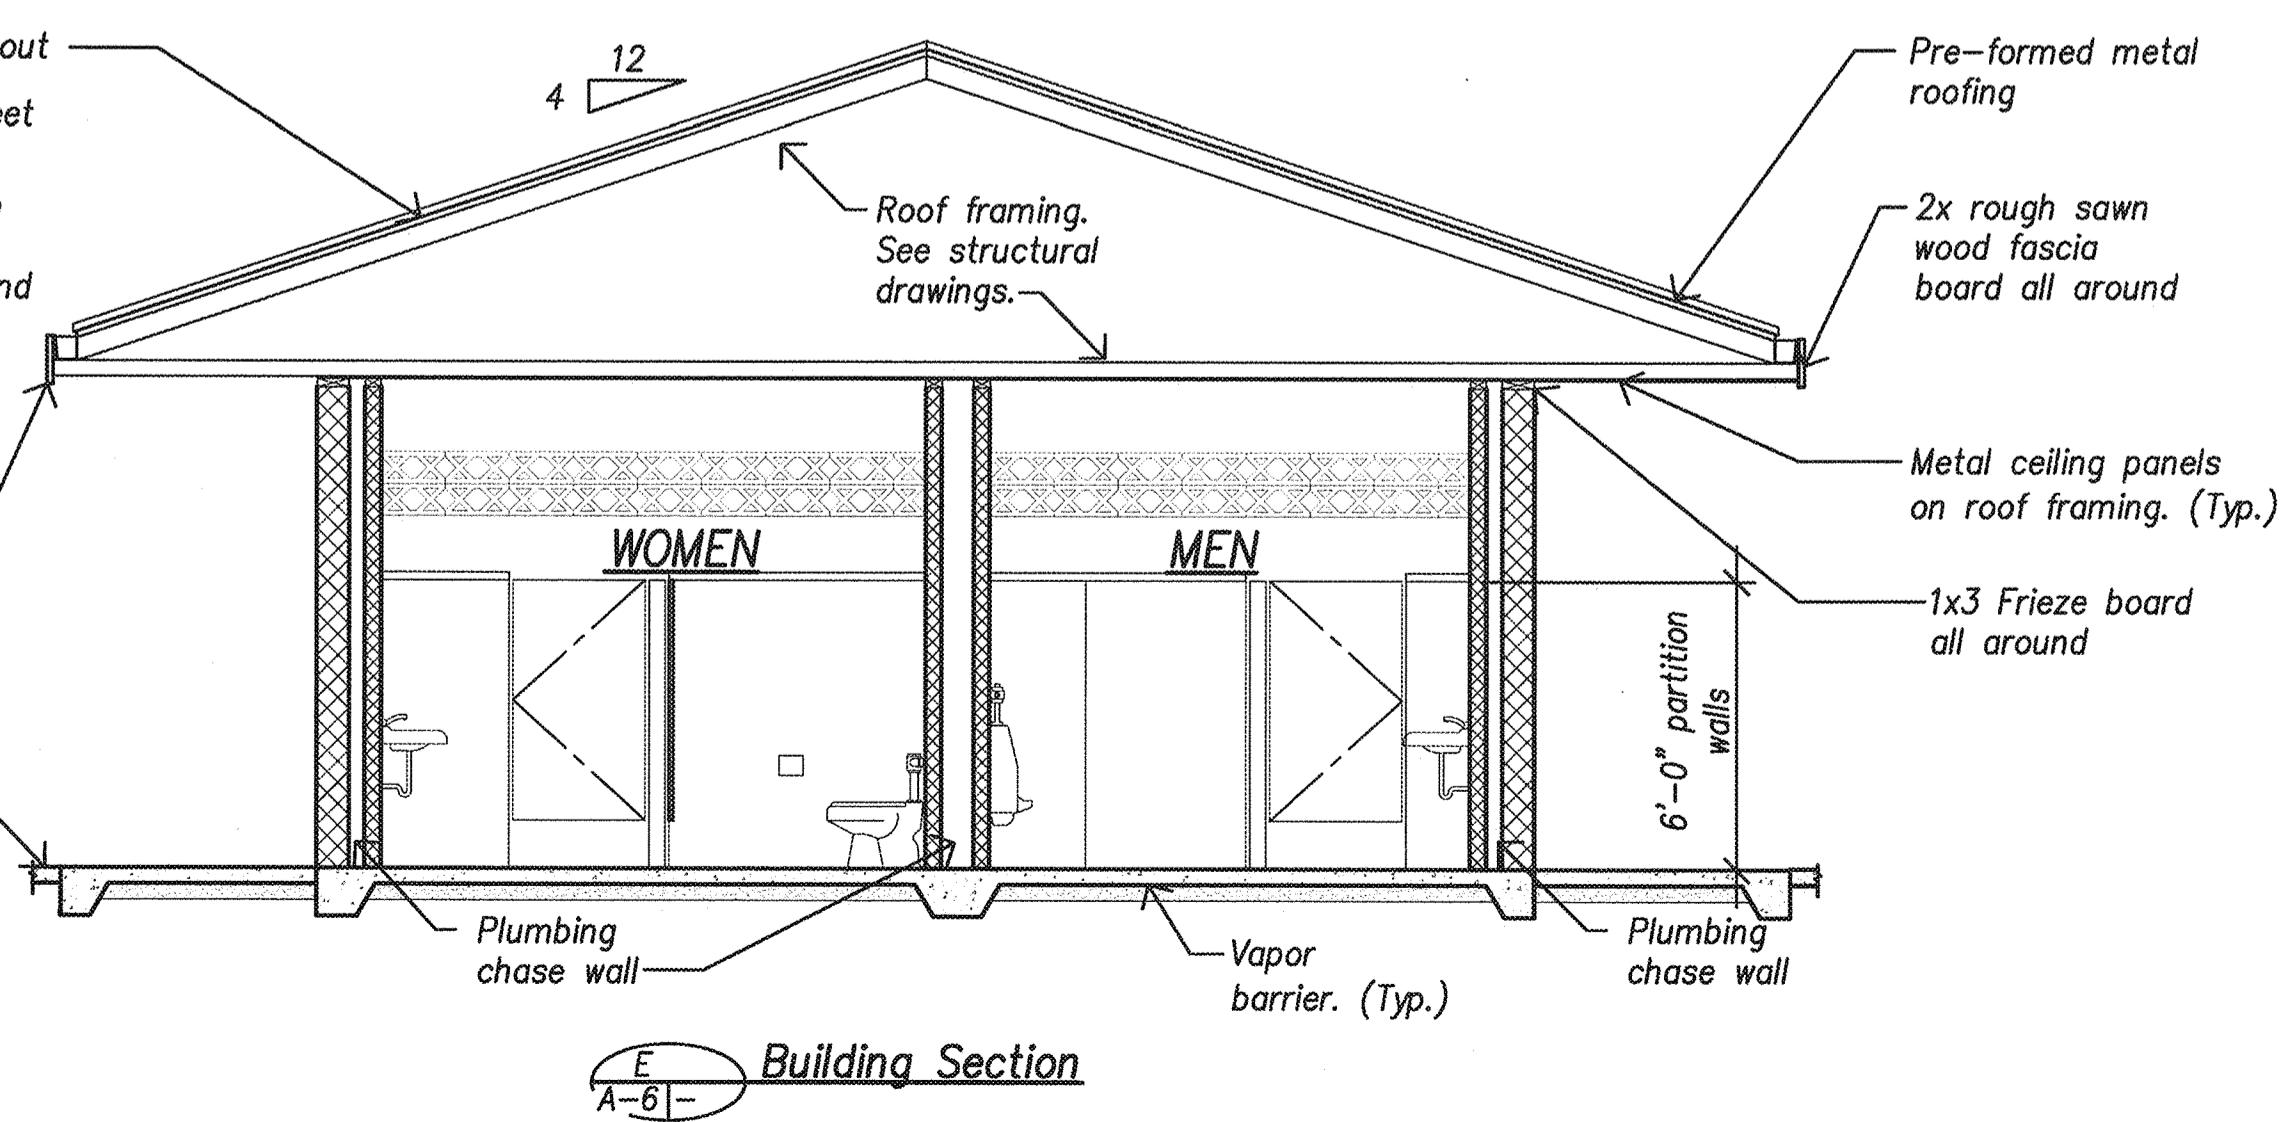 out
eet
nd
12
4
Roof framing.
See structural
drawings.
Pre-formed metal
roofing
2x rough sawn
wood fascia
board all around
Metal ceiling panels
on roof framing. (Typ.)
1x3 Frieze board
all around
WOMEN
MEN
6'-0" partition
walls
Plumbing
chase wall
Vapor
barrier. (Typ.)
Plumbing
chase wall
E
A-6 -
Building Section